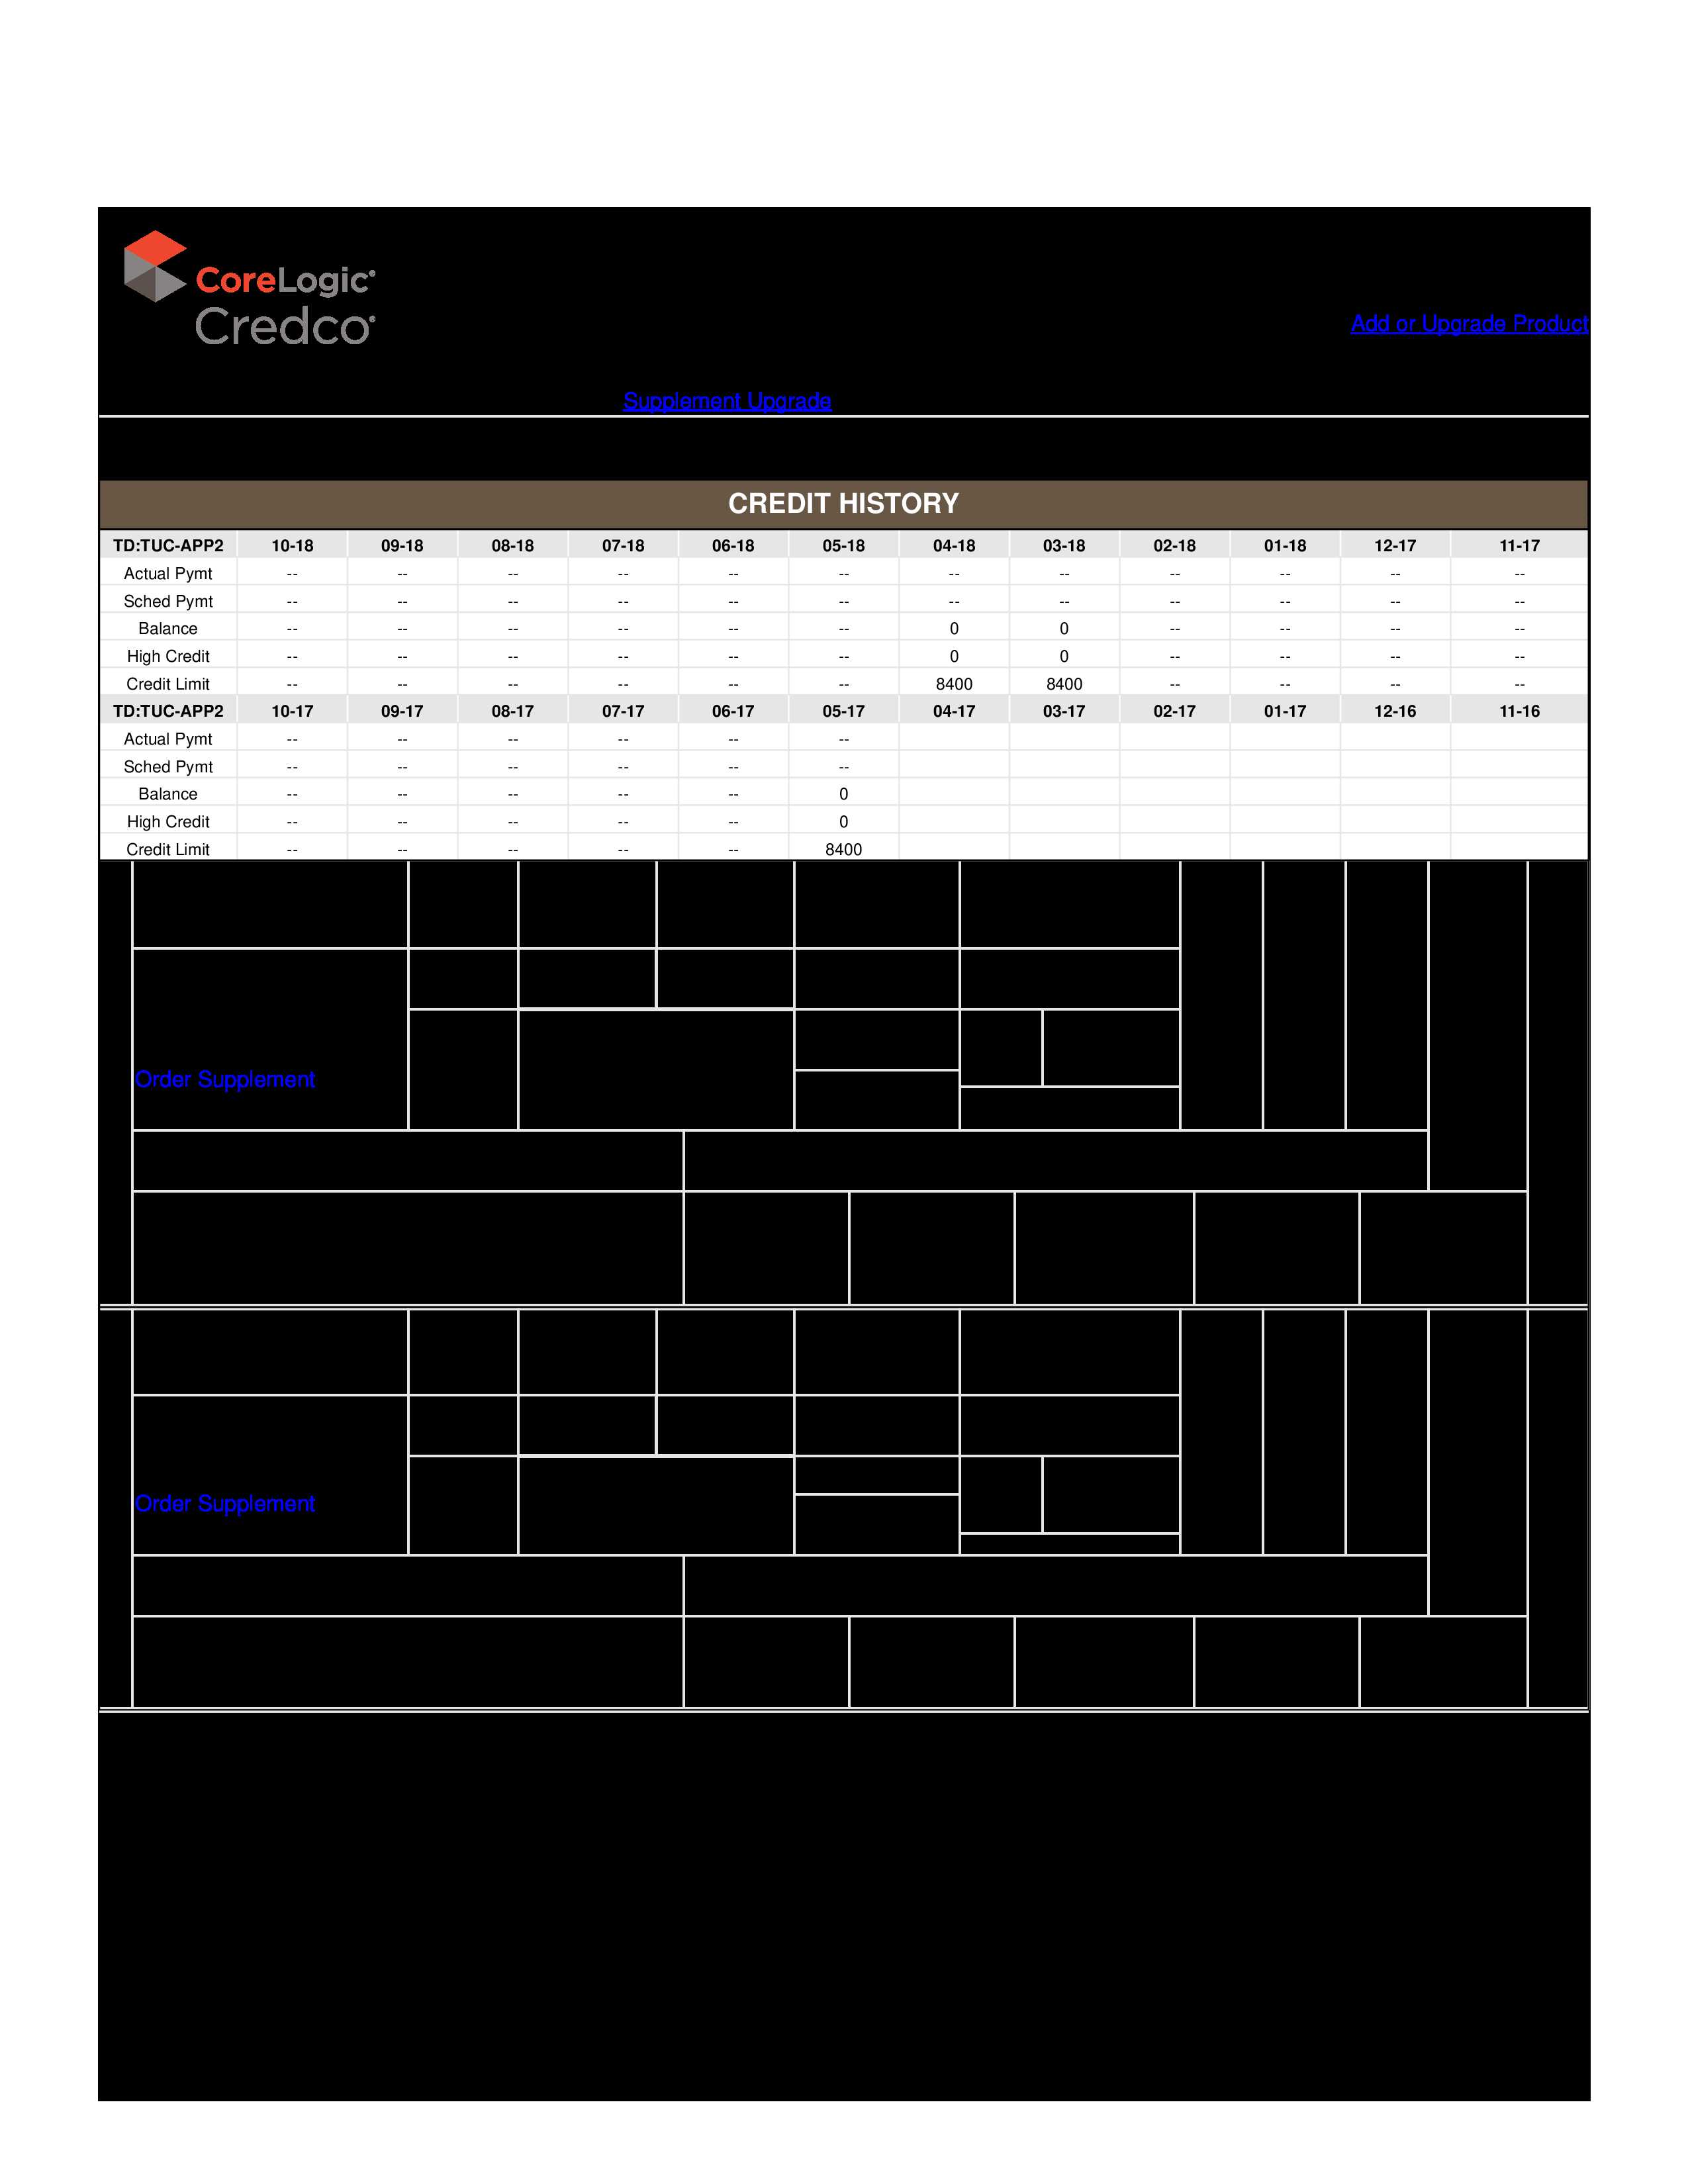 CoreLogic®
Credco®
Add or Upgrade Product
Supplement Upgrade
CREDIT HISTORY
TD:TUC-APP2 10-18 09-18 08-18 07-18 06-18 05-18 04-18 03-18 02-18 01-18 12-17 11-17
Actual Pymt -- -- -- -- -- -- -- -- -- -- -- --
Sched Pymt -- -- -- -- -- -- -- -- -- -- -- --
Balance -- -- -- -- -- -- 0 0 -- -- -- --
High Credit -- -- -- -- -- -- 0 0 -- -- -- --
Credit Limit -- -- -- -- -- -- 8400 8400 -- -- -- --
TD:TUC-APP2 10-17 09-17 08-17 07-17 06-17 05-17 04-17 03-17 02-17 01-17 12-16 11-16
Actual Pymt -- -- -- -- -- --
Sched Pymt -- -- -- -- -- --
Balance -- -- -- -- -- 0
High Credit -- -- -- -- -- 0
Credit Limit -- -- -- -- -- 8400
Order Supplement
Order Supplement